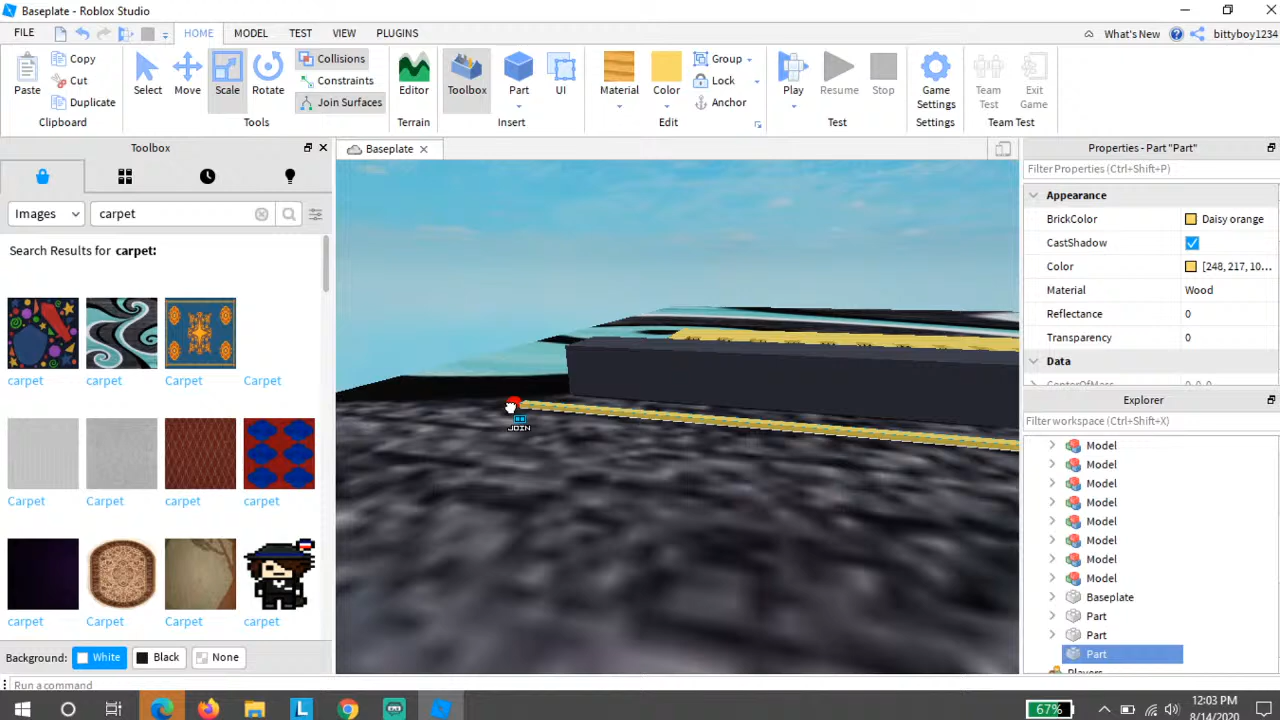 Baseplate - Roblox Studio
FILE HOME MODEL TEST VIEW PLUGINS What's New bittyboy1234
Paste Copy Cut Duplicate Select Move Scale Rotate Collisions Constraints Join Surfaces Editor Toolbox Part UI Material Color Group Lock Anchor Play Resume Stop Game Settings Team Test Exit Game
Clipboard Tools Terrain Insert Edit Test Settings Team Test
Toolbox
Baseplate
Properties - Part "Part"
Filter Properties (Ctrl+Shift+P)
Images carpet
Search Results for carpet:
carpet carpet Carpet Carpet
Carpet Carpet carpet carpet
carpet Carpet Carpet carpet
Background: White Black None
Run a command
JOIN
Appearance
BrickColor Daisy orange
CastShadow
Color [248, 217, 10...
Material Wood
Reflectance 0
Transparency 0
Data
CenterOfMass 0, 0, 0
Explorer
Filter workspace (Ctrl+Shift+X)
Model
Model
Model
Model
Model
Model
Model
Model
Baseplate
Part
Part
Part
Players
67%
12:03 PM
8/14/2020